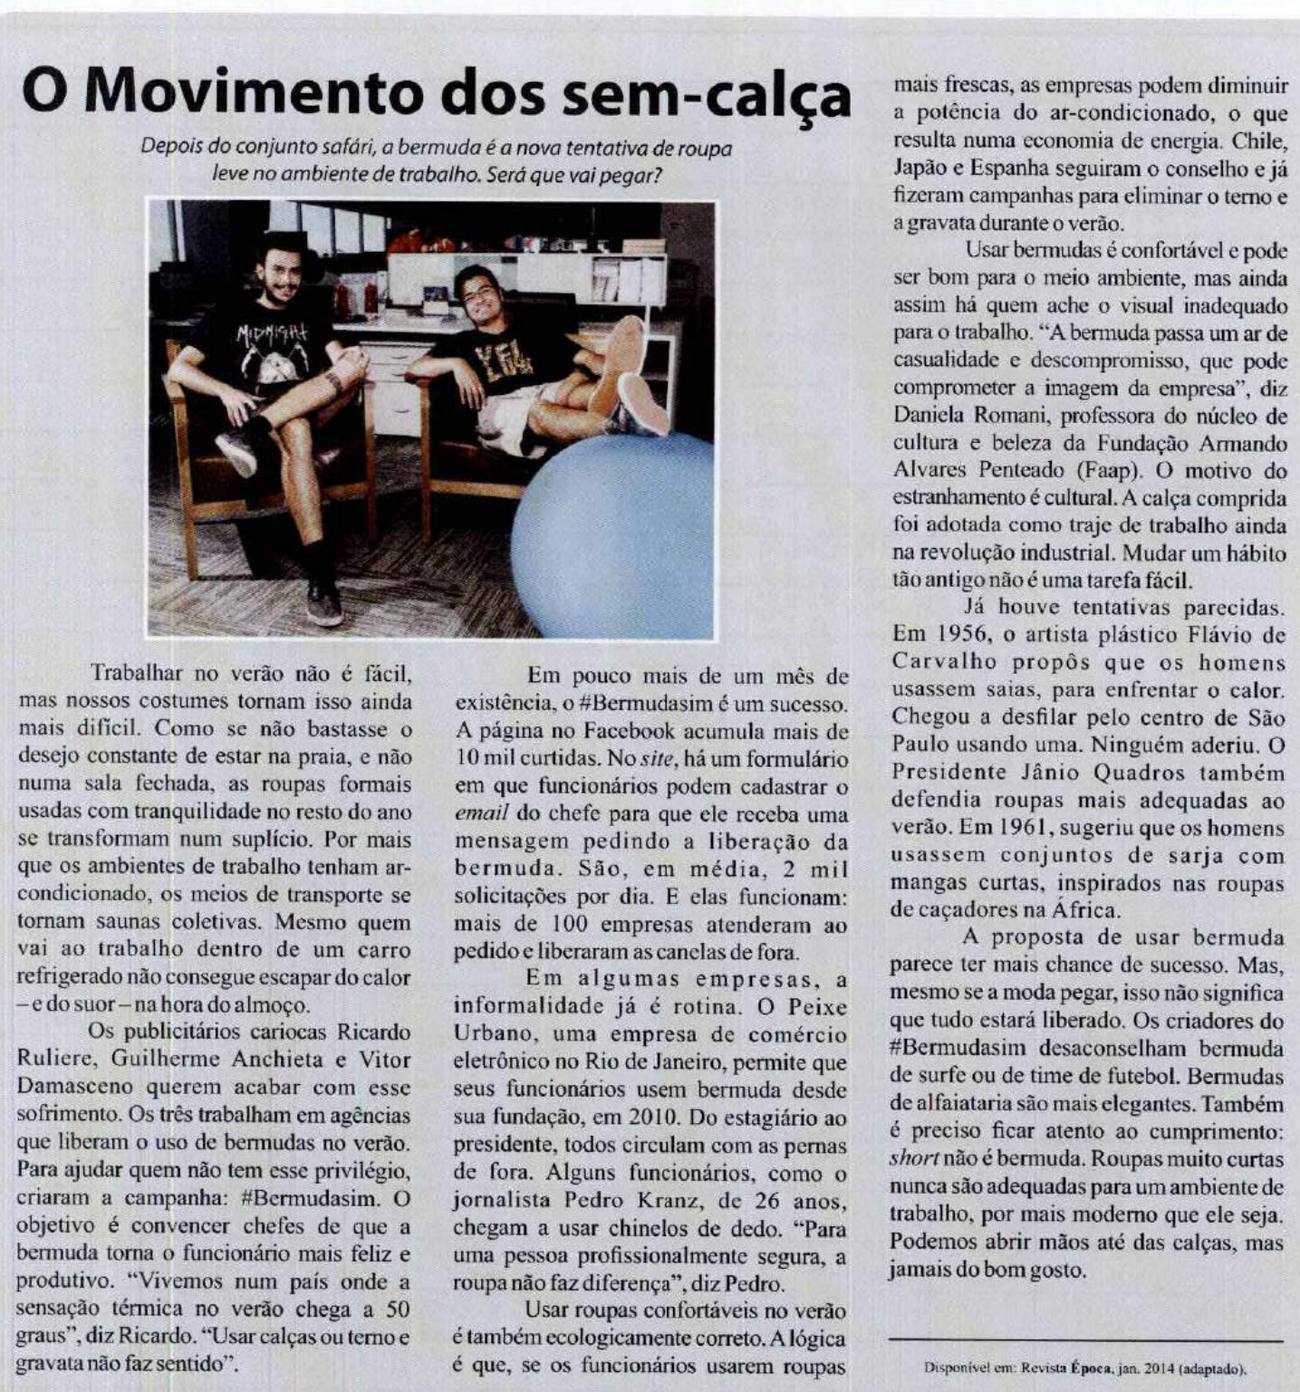 O Movimento dos sem-calça
Depois do conjunto safári, a bermuda é a nova tentativa de roupa
leve no ambiente de trabalho. Será que vai pegar?
MIDNIGHT
Trabalhar no verão não é fácil,
mas nossos costumes tornam isso ainda
mais difícil. Como se não bastasse o
desejo constante de estar na praia, e não
numa sala fechada, as roupas formais
usadas com tranquilidade no resto do ano
se transformam num suplício. Por mais
que os ambientes de trabalho tenham ar-
condicionado, os meios de transporte se
tornam saunas coletivas. Mesmo quem
vai ao trabalho dentro de um carro
refrigerado não consegue escapar do calor
– e do suor – na hora do almoço.
Os publicitários cariocas Ricardo
Ruliere, Guilherme Anchieta e Vitor
Damasceno querem acabar com esse
sofrimento. Os três trabalham em agências
que liberam o uso de bermudas no verão.
Para ajudar quem não tem esse privilégio,
criaram a campanha: #Bermudasim. O
objetivo é convencer chefes de que a
bermuda torna o funcionário mais feliz e
produtivo. “Vivemos num país onde a
sensação térmica no verão chega a 50
graus”, diz Ricardo. “Usar calças ou terno e
gravata não faz sentido”.
Em pouco mais de um mês de
existência, o #Bermudasim é um sucesso.
A página no Facebook acumula mais de
10 mil curtidas. No site, há um formulário
em que funcionários podem cadastrar o
email do chefe para que ele receba uma
mensagem pedindo a liberação da
bermuda. São, em média, 2 mil
solicitações por dia. E elas funcionam:
mais de 100 empresas atenderam ao
pedido e liberaram as canelas de fora.
Em algumas empresas, a
informalidade já é rotina. O Peixe
Urbano, uma empresa de comércio
eletrônico no Rio de Janeiro, permite que
seus funcionários usem bermuda desde
sua fundação, em 2010. Do estagiário ao
presidente, todos circulam com as pernas
de fora. Alguns funcionários, como o
jornalista Pedro Kranz, de 26 anos,
chegam a usar chinelos de dedo. “Para
uma pessoa profissionalmente segura, a
roupa não faz diferença”, diz Pedro.
Usar roupas confortáveis no verão
é também ecologicamente correto. A lógica
é que, se os funcionários usarem roupas
mais frescas, as empresas podem diminuir
a potência do ar-condicionado, o que
resulta numa economia de energia. Chile,
Japão e Espanha seguiram o conselho e já
fizeram campanhas para eliminar o terno e
a gravata durante o verão.
Usar bermudas é confortável e pode
ser bom para o meio ambiente, mas ainda
assim há quem ache o visual inadequado
para o trabalho. “A bermuda passa um ar de
casualidade e descompromisso, que pode
comprometer a imagem da empresa”, diz
Daniela Romani, professora do núcleo de
cultura e beleza da Fundação Armando
Alvares Penteado (Faap). O motivo do
estranhamento é cultural. A calça comprida
foi adotada como traje de trabalho ainda
na revolução industrial. Mudar um hábito
tão antigo não é uma tarefa fácil.
Já houve tentativas parecidas.
Em 1956, o artista plástico Flávio de
Carvalho propôs que os homens
usassem saias, para enfrentar o calor.
Chegou a desfilar pelo centro de São
Paulo usando uma. Ninguém aderiu. O
Presidente Jânio Quadros também
defendia roupas mais adequadas ao
verão. Em 1961, sugeriu que os homens
usassem conjuntos de sarja com
mangas curtas, inspirados nas roupas
de caçadores na África.
A proposta de usar bermuda
parece ter mais chance de sucesso. Mas,
mesmo se a moda pegar, isso não significa
que tudo estará liberado. Os criadores do
#Bermudasim desaconselham bermuda
de surfe ou de time de futebol. Bermudas
de alfaiataria são mais elegantes. Também
é preciso ficar atento ao cumprimento:
short não é bermuda. Roupas muito curtas
nunca são adequadas para um ambiente de
trabalho, por mais moderno que ele seja.
Podemos abrir mãos até das calças, mas
jamais do bom gosto.
Disponível em: Revista Época, jan. 2014 (adaptado).